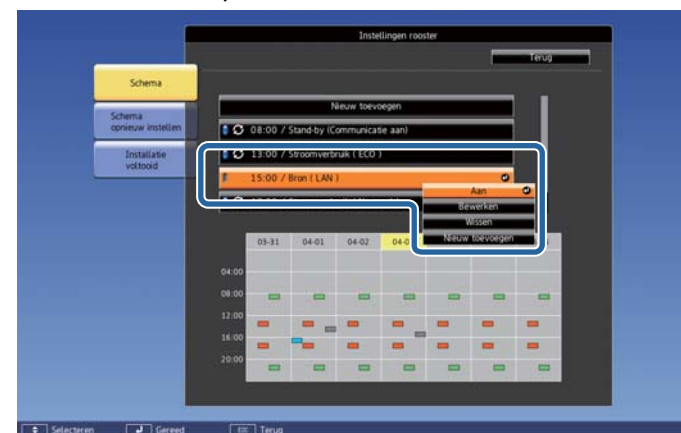 Instellingen rooster
Terug
Schema
Schema
opnieuw instellen
Installatie
voltooid
Nieuw toevoegen
08:00 / Stand-by (Communicatie aan)
13:00 / Stroomverbruik ( ECO )
15:00 / Bron ( LAN )
Aan
Bewerken
Wissen
Nieuw toevoegen
03-31 04-01 04-02
04:00
08:00
12:00
16:00
20:00
Selecteren Gereed Esc Terug